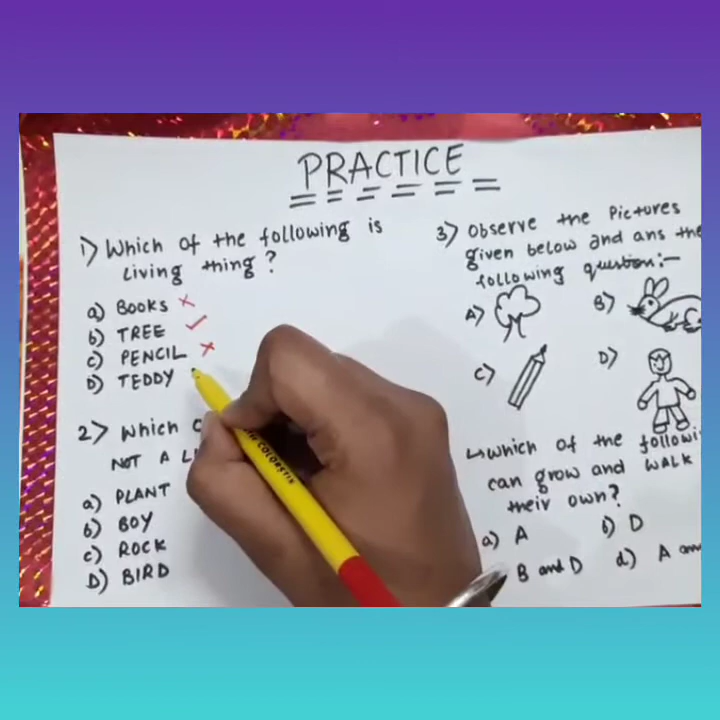 PRACTICE
1) Which of the following is
living thing?
a) BOOKS
b) TREE
c) PENCIL
D) TEDDY
2) Which
NOT A
a) PLANT
b) BOY
c) ROCK
D) BIRD
3) Observe the Pictures
given below and ans the
following question:-
A)
B)
C)
D)
which of the
can grow and WALK
their own?
a) A
b) D
B and D
d) A
COLORSTIX